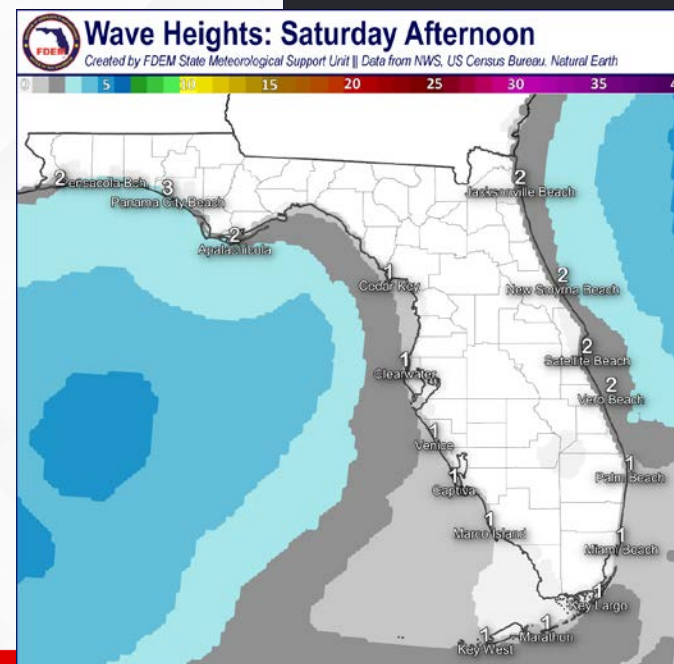 FDEM
Wave Heights: Saturday Afternoon
Created by FDEM State Meteorological Support Unit || Data from NWS, US Census Bureau, Natural Earth
0 5 10 15 20 25 30 35 4
2
Pensacola Bch
3
Panama City Beach
2
Apalachicola
2
Jacksonville Beach
1
Cedar Key
2
New Smyrna Beach
1
Clearwater
2
Satellite Beach
2
Vero Beach
1
Venice
1
Captiva
1
Palm Beach
1
Marco Island
1
Miami Beach
1
Key Largo
1
Marathon
1
Key West